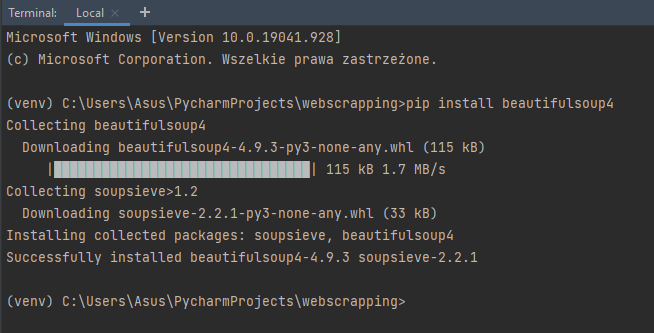 Terminal: Local × +
Microsoft Windows [Version 10.0.19041.928]
(c) Microsoft Corporation. Wszelkie prawa zastrzeżone.
(venv) C:\Users\Asus\PycharmProjects\webscrapping>pip install beautifulsoup4
Collecting beautifulsoup4
  Downloading beautifulsoup4-4.9.3-py3-none-any.whl (115 kB)
     |████████████████████████████████| 115 kB 1.7 MB/s
Collecting soupsieve>1.2
  Downloading soupsieve-2.2.1-py3-none-any.whl (33 kB)
Installing collected packages: soupsieve, beautifulsoup4
Successfully installed beautifulsoup4-4.9.3 soupsieve-2.2.1
(venv) C:\Users\Asus\PycharmProjects\webscrapping>